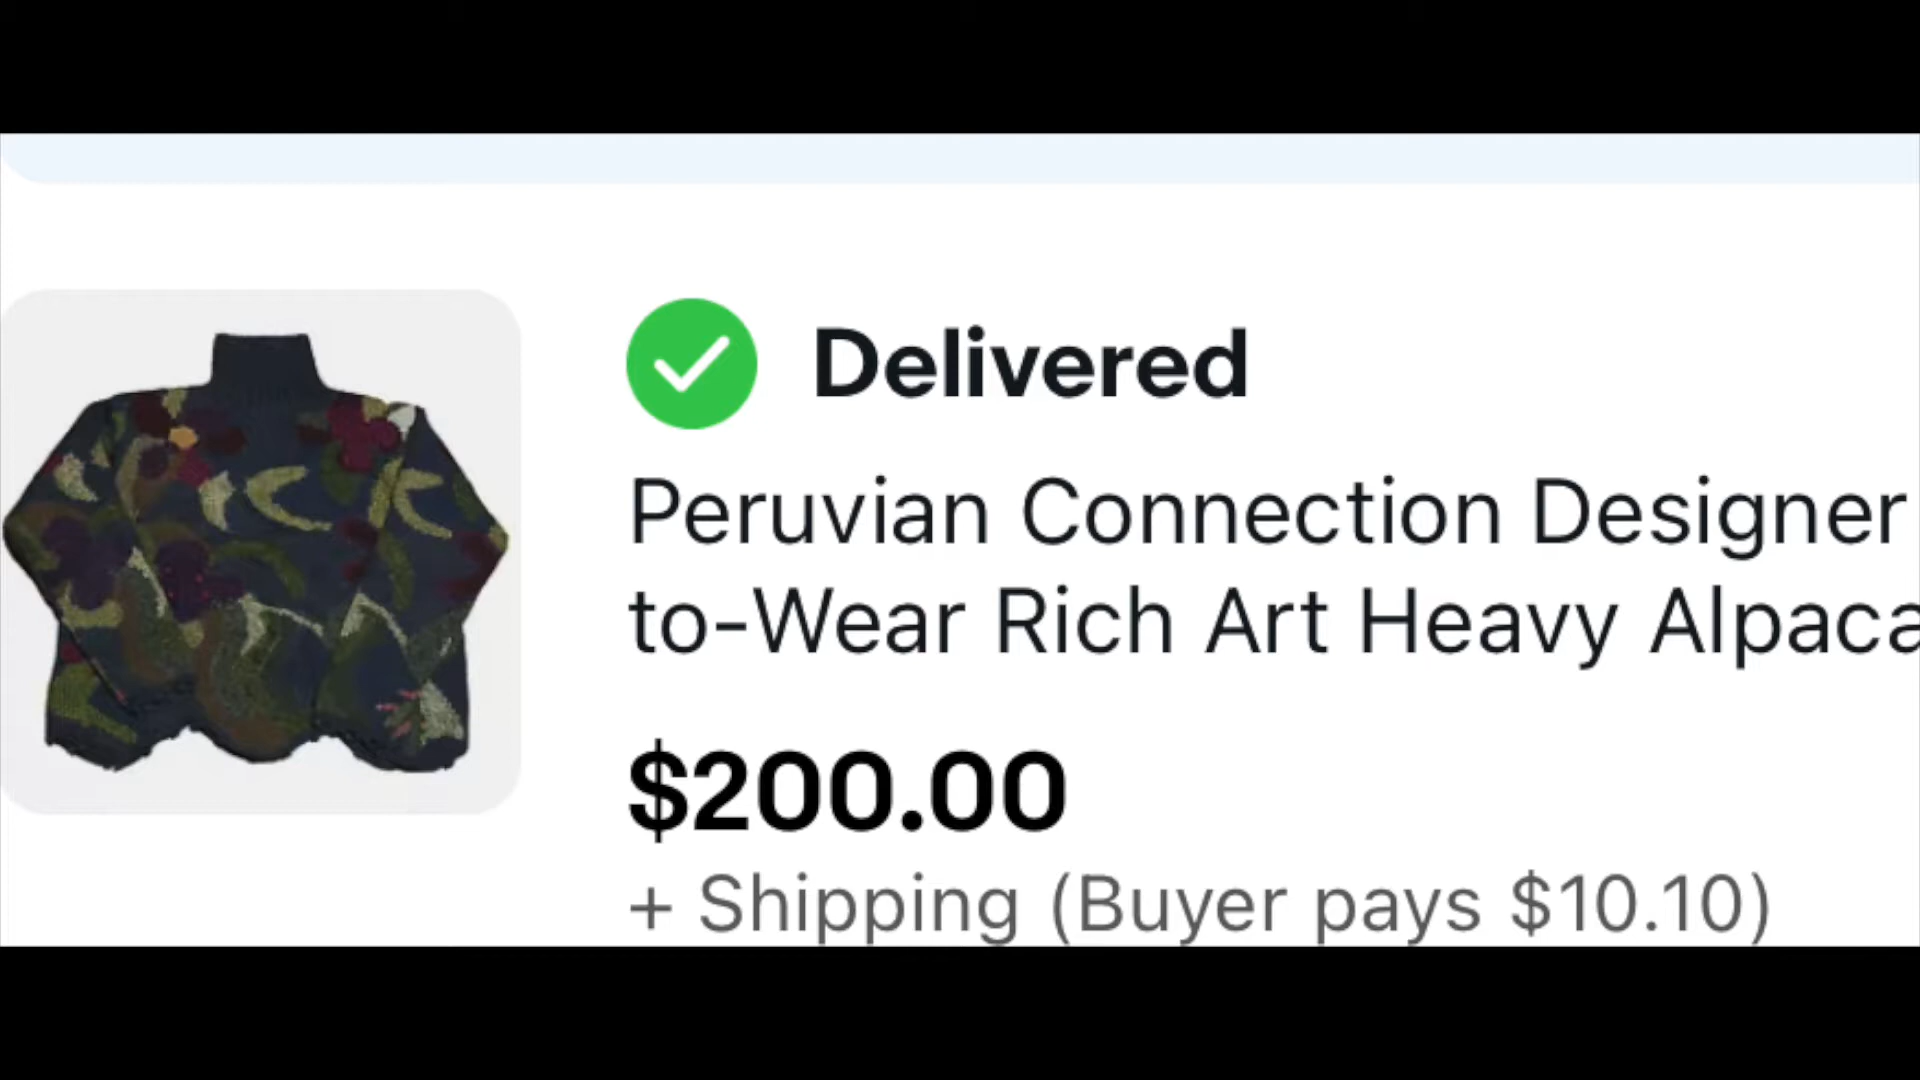 Delivered
Peruvian Connection Designer
to-Wear Rich Art Heavy Alpaca
$200.00
+ Shipping (Buyer pays $10.10)